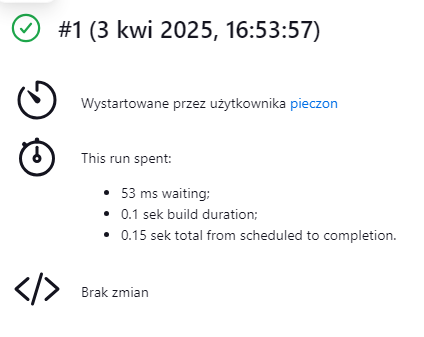 #1 (3 kwi 2025, 16:53:57)
Wystartowane przez użytkownika pieczon
This run spent:
53 ms waiting;
0.1 sek build duration;
0.15 sek total from scheduled to completion.
Brak zmian